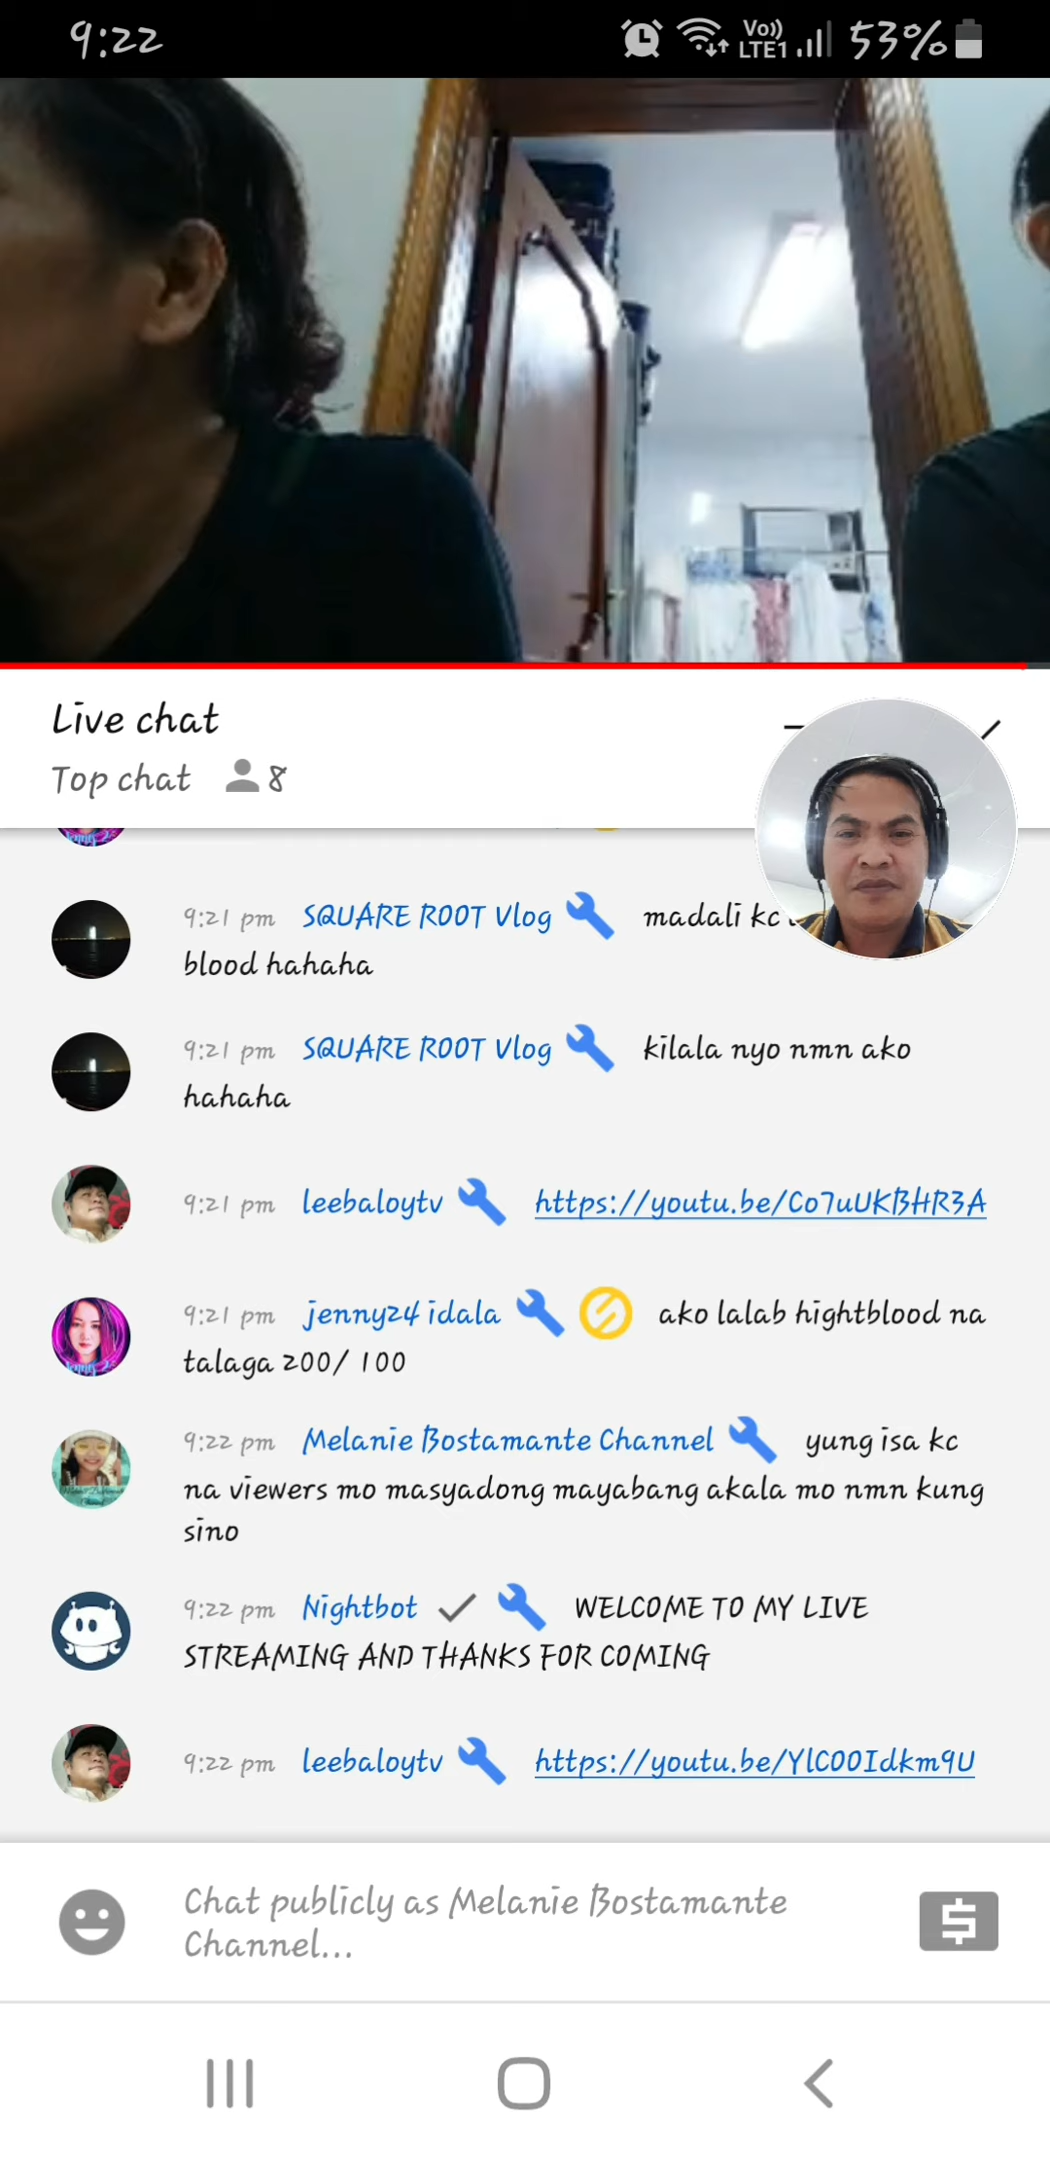 9:22 Vo)) LTE1 53%
Live chat
Top chat 8
9:21 pm SQUARE ROOT Vlog madali kc
blood hahaha
9:21 pm SQUARE ROOT Vlog kilala nyo nmn ako
hahaha
9:21 pm leebaloytv https://youtu.be/Co7uUKBHR3A
9:21 pm jenny24 idala ako lalab hightblood na
talaga 200/ 100
9:22 pm Melanie Bostamante Channel yung isa kc
na viewers mo masyadong mayabang akala mo nmn kung
sino
9:22 pm Nightbot WELCOME TO MY LIVE
STREAMING AND THANKS FOR COMING
9:22 pm leebaloytv https://youtu.be/YlC00Idkm9U
Chat publicly as Melanie Bostamante
Channel...